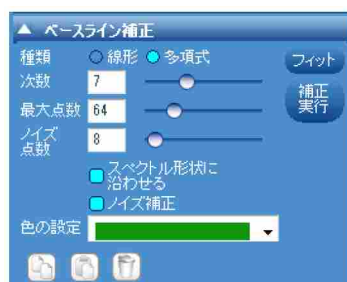 ベースライン補正
種類 線形 多項式 フィット
次数 7
補正
実行
最大点数 64
ノイズ
点数 8
スペクトル形状に
沿わせる
ノイズ補正
色の設定